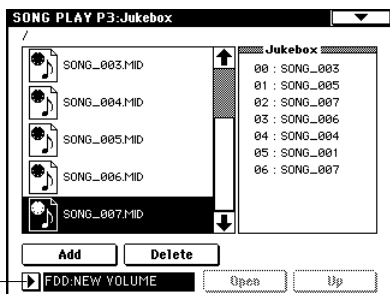 SONG PLAY P3:Jukebox
/
SONG_003.MID
SONG_004.MID
SONG_005.MID
SONG_006.MID
SONG_007.MID
Jukebox
00 : SONG_003
01 : SONG_005
02 : SONG_007
03 : SONG_006
04 : SONG_004
05 : SONG_001
06 : SONG_007
Add
Delete
FDD:NEW VOLUME
Open
Up